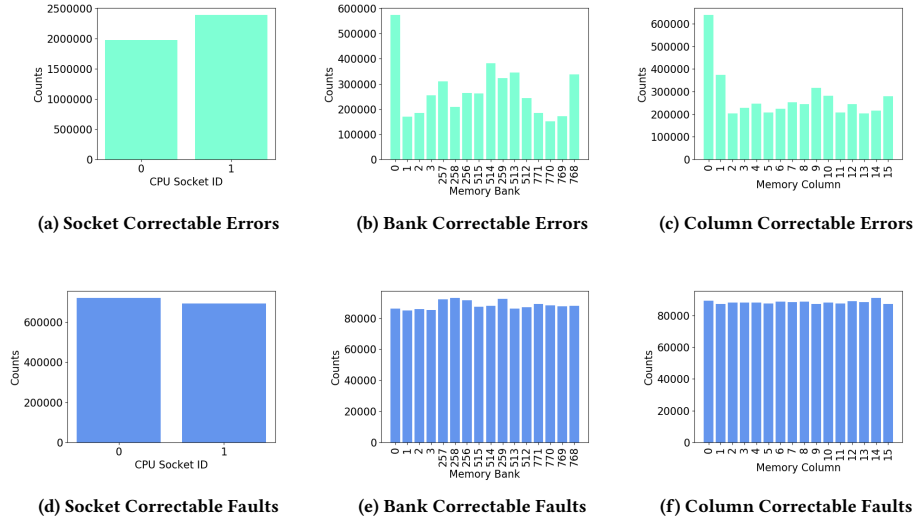 2500000
2000000
1500000
1000000
500000
0
Counts
0 1
CPU Socket ID
(a) Socket Correctable Errors
600000
500000
400000
300000
200000
100000
0
Counts
0 1 2 3 257 258 256 515 514 259 513 512 771 770 769 768
Memory Bank
(b) Bank Correctable Errors
600000
500000
400000
300000
200000
100000
0
Counts
0 1 2 3 4 5 6 7 8 9 10 11 12 13 14 15
Memory Column
(c) Column Correctable Errors
600000
400000
200000
0
Counts
0 1
CPU Socket ID
(d) Socket Correctable Faults
80000
60000
40000
20000
0
Counts
0 1 2 3 257 258 256 515 514 259 513 512 771 770 769 768
Memory Bank
(e) Bank Correctable Faults
80000
60000
40000
20000
0
Counts
0 1 2 3 4 5 6 7 8 9 10 11 12 13 14 15
Memory Column
(f) Column Correctable Faults